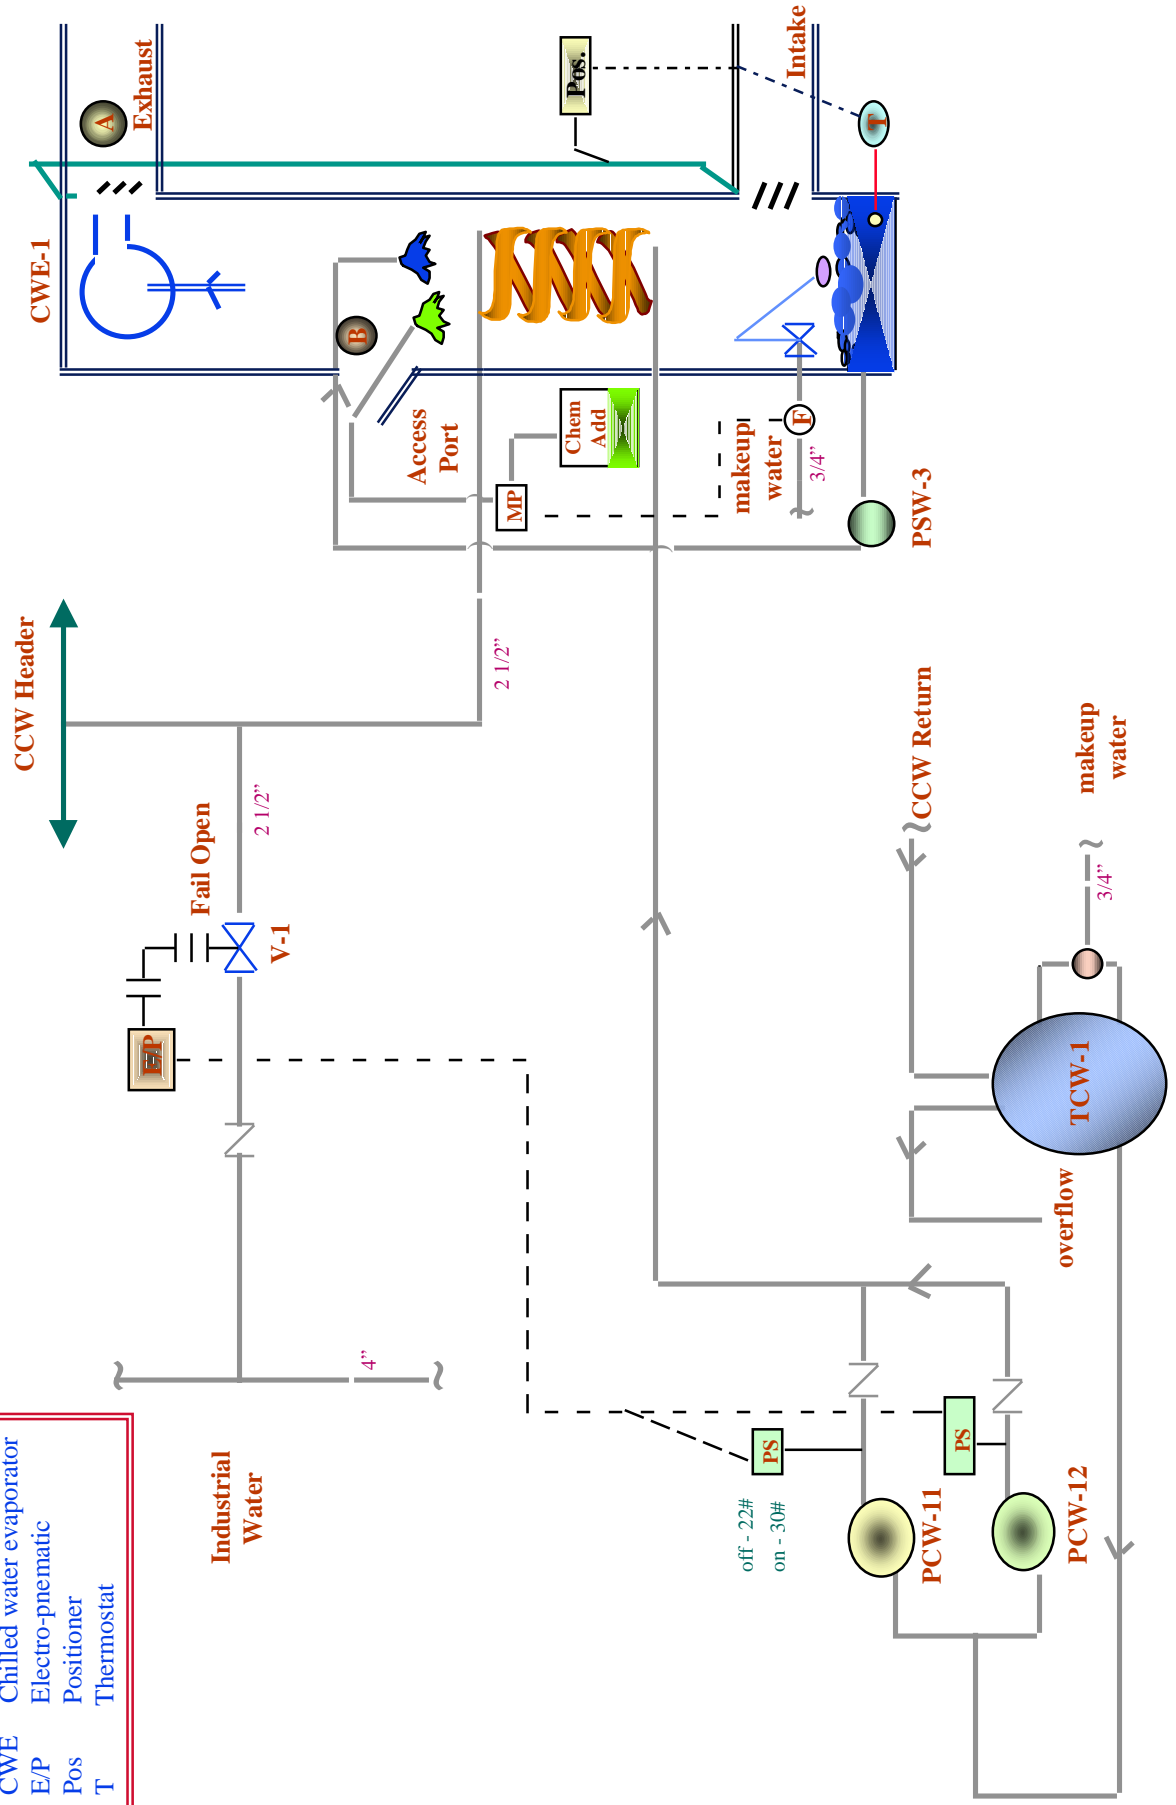 CWE Chilled water evaporator
E/P Electro-pnematic
Pos Positioner
T Thermostat
Industrial
Water
4”
E/P
Fail Open
V-1
2 1/2”
CCW Header
2 1/2”
CWE-1
A
Exhaust
B
Access
Port
MP
Chem
Add
Pos.
Intake
T
makeup
water
F
3/4”
PSW-3
CCW Return
makeup
water
3/4”
TCW-1
overflow
PS
PS
off - 22#
on - 30#
PCW-11
PCW-12